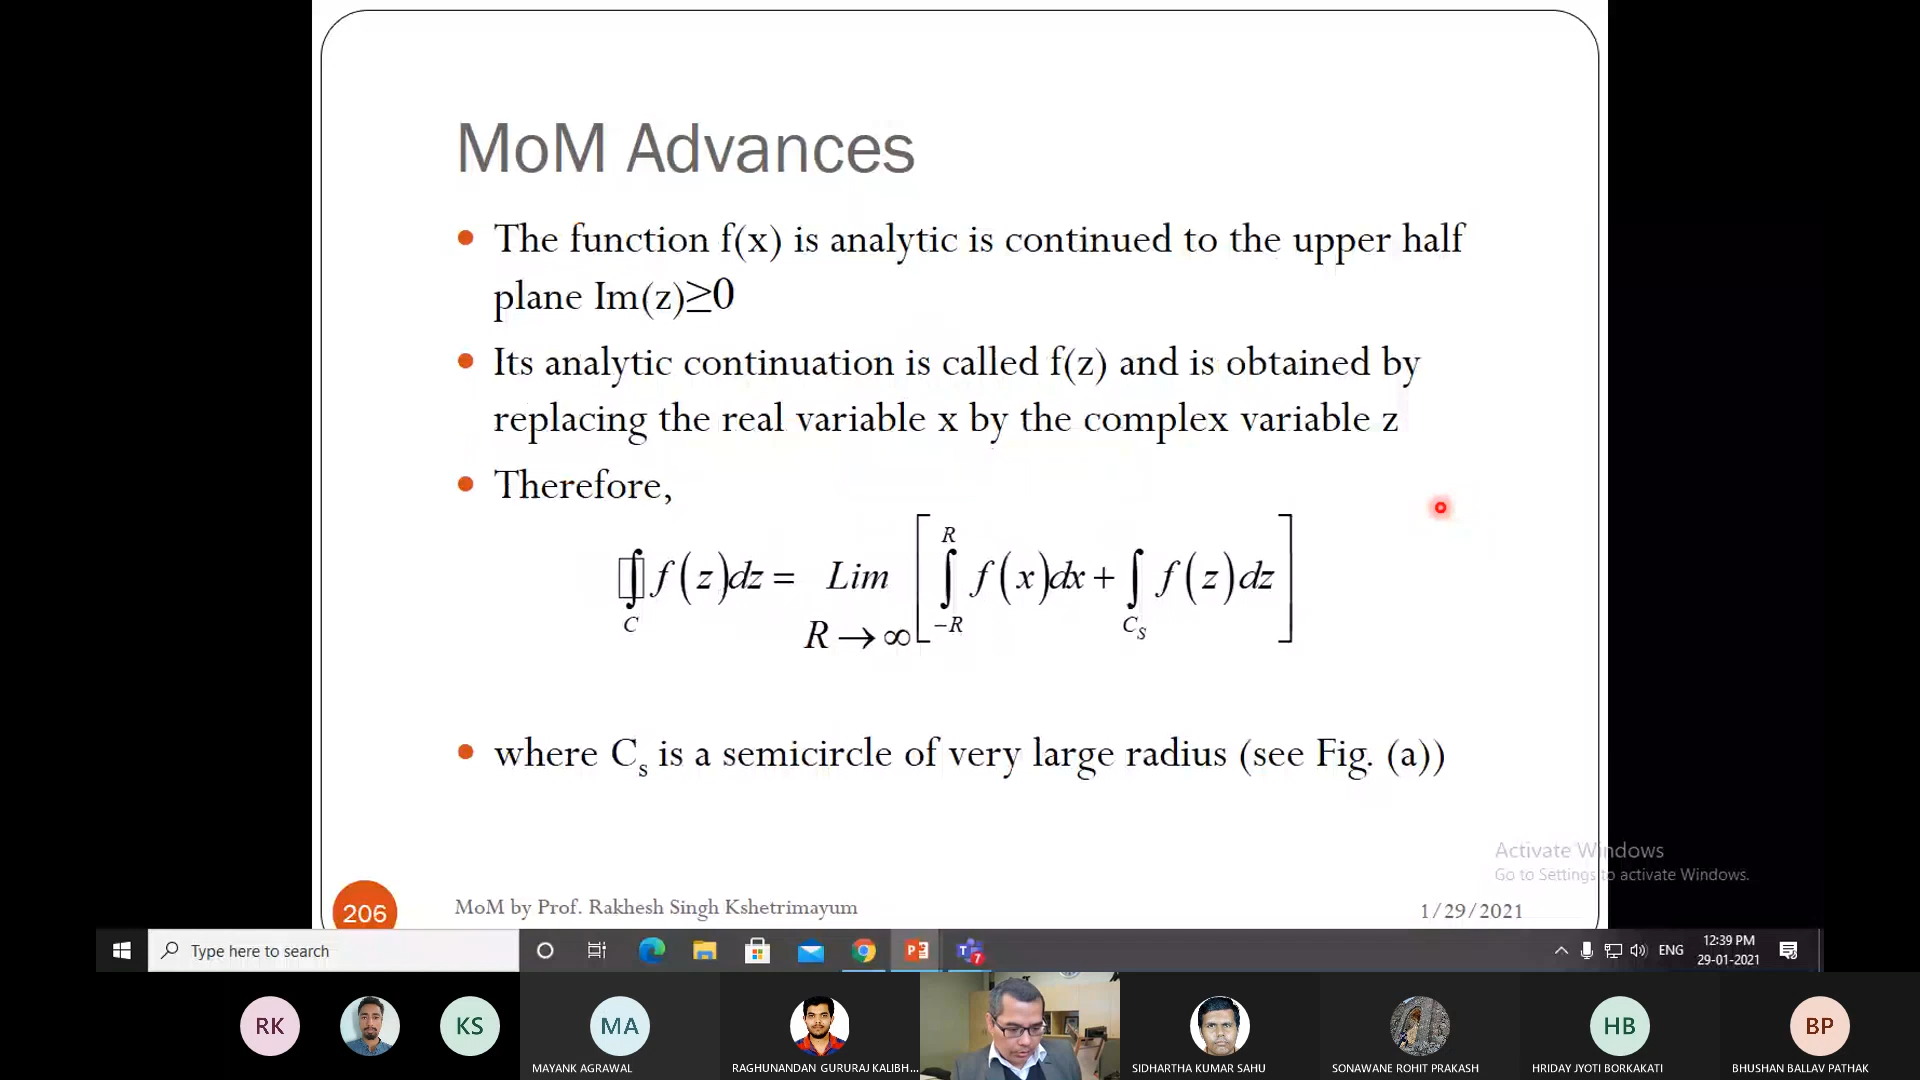 MoM Advances
• The function f(x) is analytic is continued to the upper half
plane Im(z)≥0
• Its analytic continuation is called f(z) and is obtained by
replacing the real variable x by the complex variable z
• Therefore,
∮_C f(z)dz = Lim_{R→∞} [ ∫_{-R}^{R} f(x)dx + ∫_{C_S} f(z)dz ]
• where C_s is a semicircle of very large radius (see Fig. (a))
Activate Windows
Go to Settings to activate Windows.
206
MoM by Prof. Rakhesh Singh Kshetrimayum
1/29/2021
Type here to search
7
ENG
12:39 PM
29-01-2021
RK
KS
MA
HB
BP
MAYANK AGRAWAL
RAGHUNANDAN GURURAJ KALIBH...
SIDHARTHA KUMAR SAHU
SONAWANE ROHIT PRAKASH
HRIDAY JYOTI BORKAKATI
BHUSHAN BALLAV PATHAK